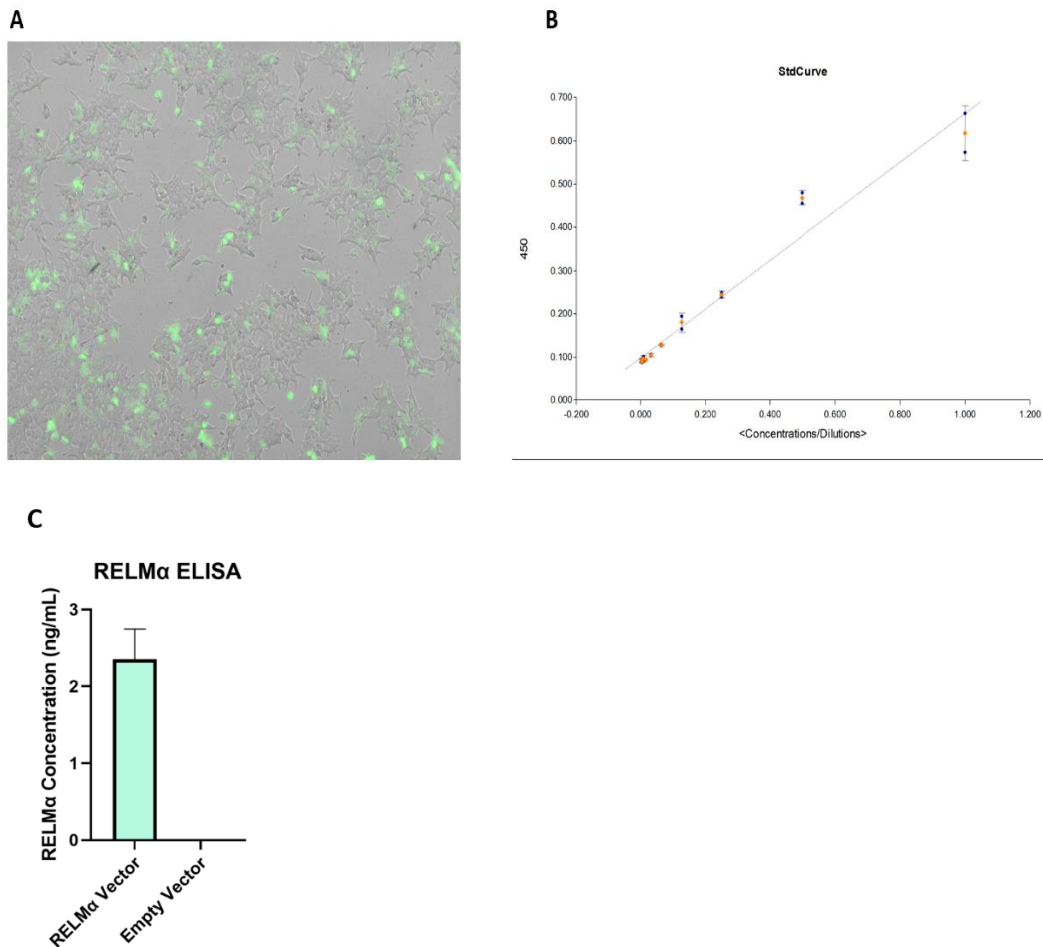 A
B
StdCurve
0.700
0.600
0.500
0.400
0.300
0.200
0.100
0.000
450
-0.200
0.000
0.200
0.400
0.600
0.800
1.000
1.200
<Concentrations/Dilutions>
C
RELMα ELISA
RELMα Concentration (ng/mL)
3
2
1
0
RELMα Vector
Empty Vector